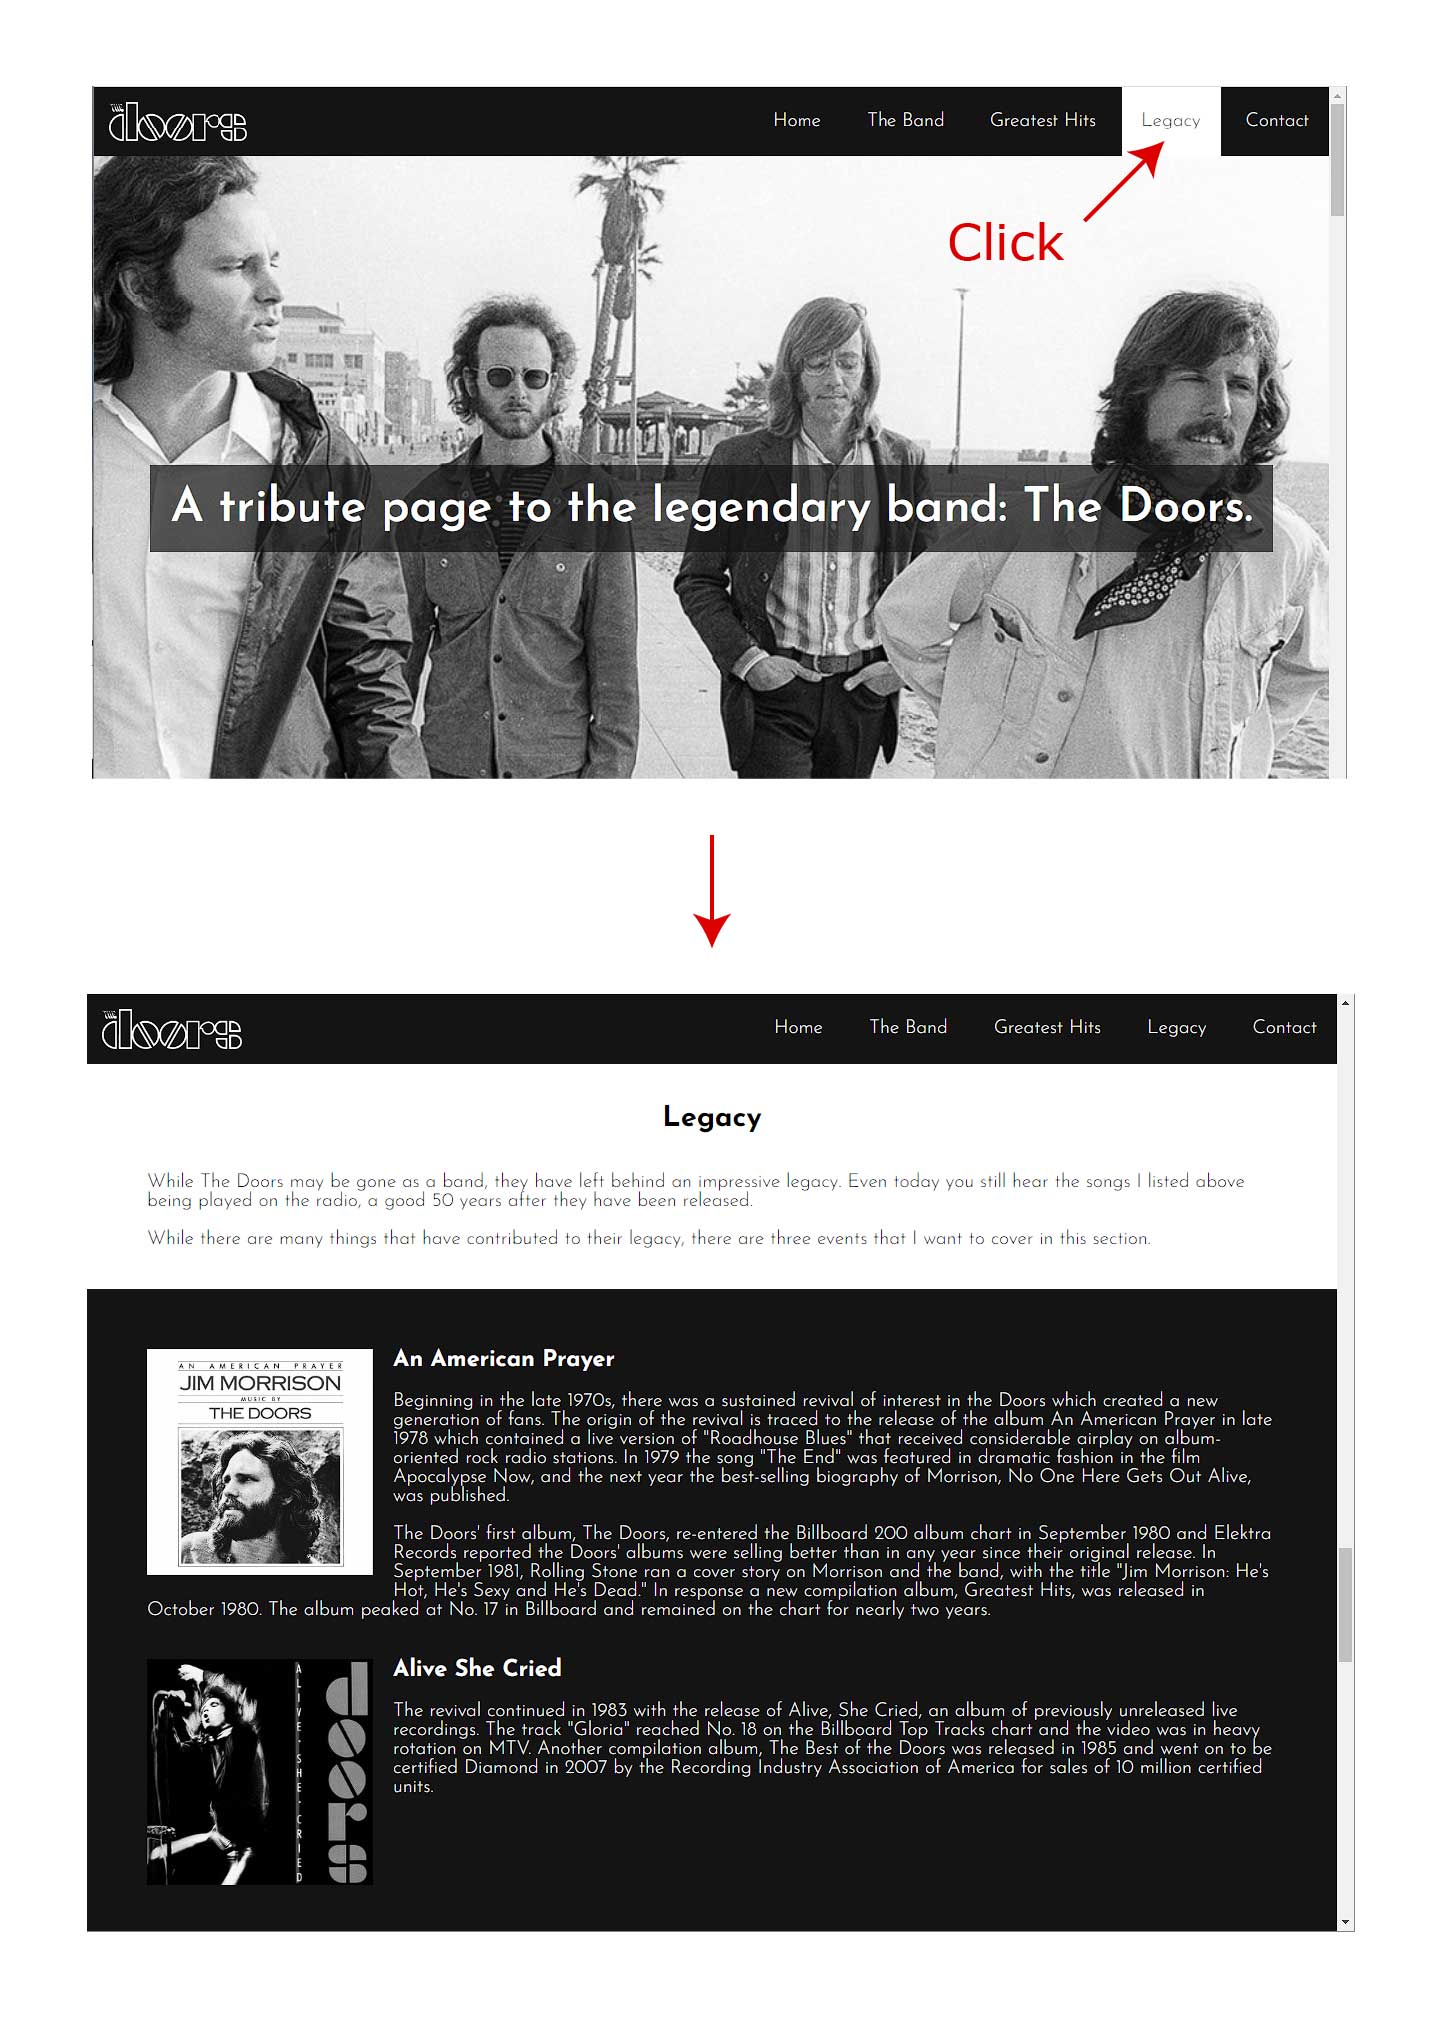 THE
doors
Home The Band Greatest Hits Legacy Contact
Click
A tribute page to the legendary band: The Doors.
THE
doors
Home The Band Greatest Hits Legacy Contact
Legacy
While The Doors may be gone as a band, they have left behind an impressive legacy. Even today you still hear the songs I listed above
being played on the radio, a good 50 years after they have been released.
While there are many things that have contributed to their legacy, there are three events that I want to cover in this section.
AN AMERICAN PRAYER
JIM MORRISON
MUSIC BY
THE DOORS
An American Prayer
Beginning in the late 1970s, there was a sustained revival of interest in the Doors which created a new
generation of fans. The origin of the revival is traced to the release of the album An American Prayer in late
1978 which contained a live version of "Roadhouse Blues" that received considerable airplay on album-
oriented rock radio stations. In 1979 the song "The End" was featured in dramatic fashion in the film
Apocalypse Now, and the next year the best-selling biography of Morrison, No One Here Gets Out Alive,
was published.
The Doors' first album, The Doors, re-entered the Billboard 200 album chart in September 1980 and Elektra
Records reported the Doors' albums were selling better than in any year since their original release. In
September 1981, Rolling Stone ran a cover story on Morrison and the band, with the title "Jim Morrison: He's
Hot, He's Sexy and He's Dead." In response a new compilation album, Greatest Hits, was released in
October 1980. The album peaked at No. 17 in Billboard and remained on the chart for nearly two years.
ALIVE·SHE·CRIED
doors
Alive She Cried
The revival continued in 1983 with the release of Alive, She Cried, an album of previously unreleased live
recordings. The track "Gloria" reached No. 18 on the Billboard Top Tracks chart and the video was in heavy
rotation on MTV. Another compilation album, The Best of the Doors was released in 1985 and went on to be
certified Diamond in 2007 by the Recording Industry Association of America for sales of 10 million certified
units.